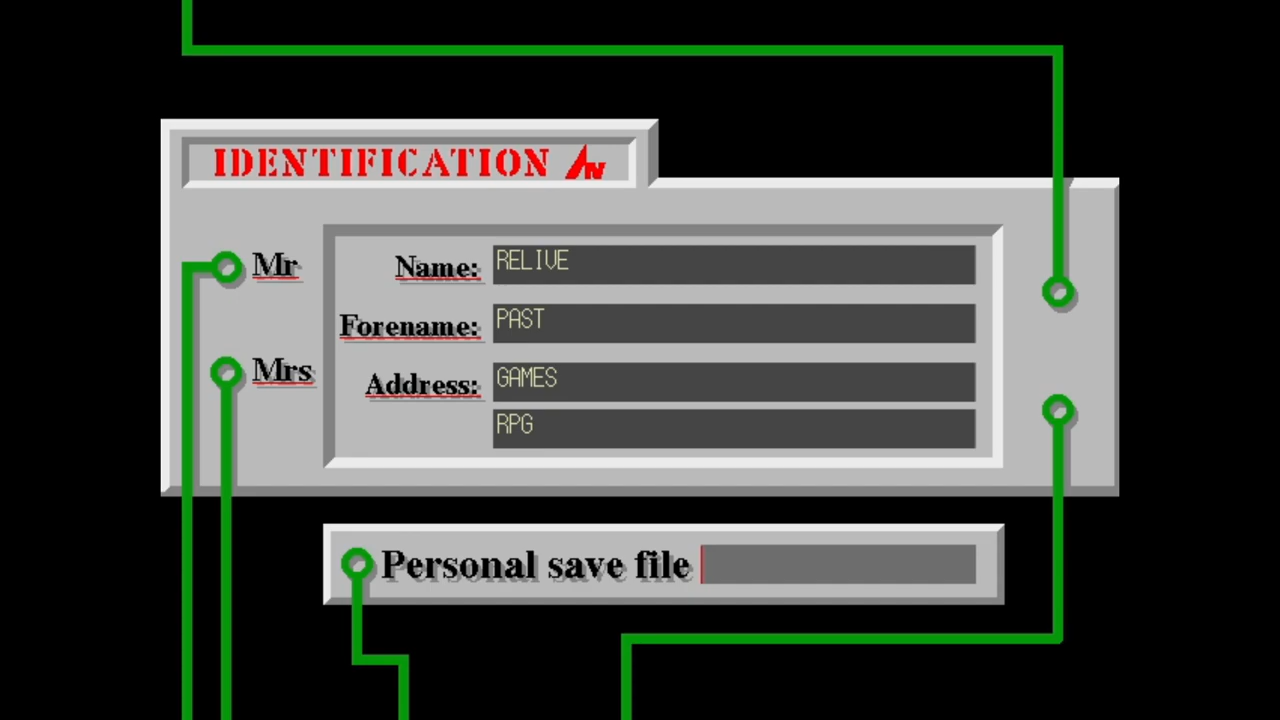 IDENTIFICATION
Mr
Name: RELIVE
Forename: PAST
Mrs
Address: GAMES
RPG
Personal save file